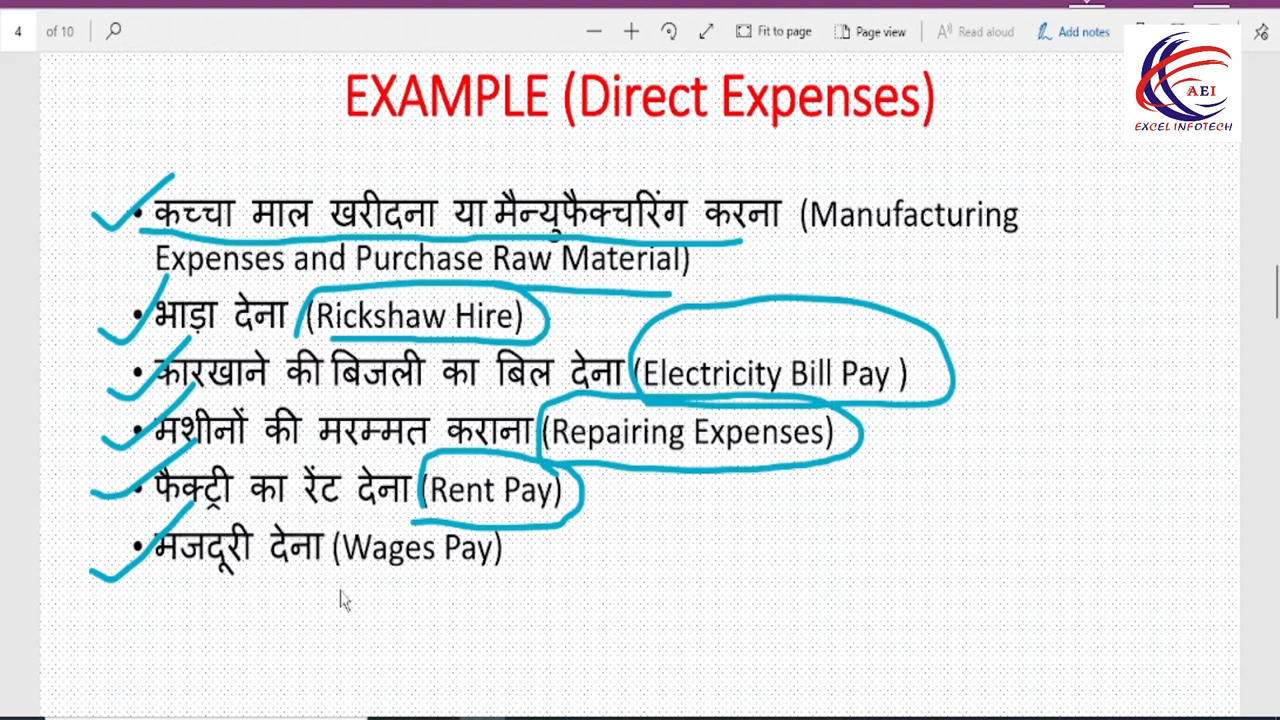 4 of 10 Fit to page Page view Read aloud Add notes
AEI
EXCEL INFOTECH
EXAMPLE (Direct Expenses)
• कच्चा माल खरीदना या मैन्युफैक्चरिंग करना (Manufacturing
Expenses and Purchase Raw Material)
• भाड़ा देना (Rickshaw Hire)
• कारखाने की बिजली का बिल देना (Electricity Bill Pay )
• मशीनों की मरम्मत कराना (Repairing Expenses)
• फैक्ट्री का रेंट देना (Rent Pay)
• मजदूरी देना (Wages Pay)